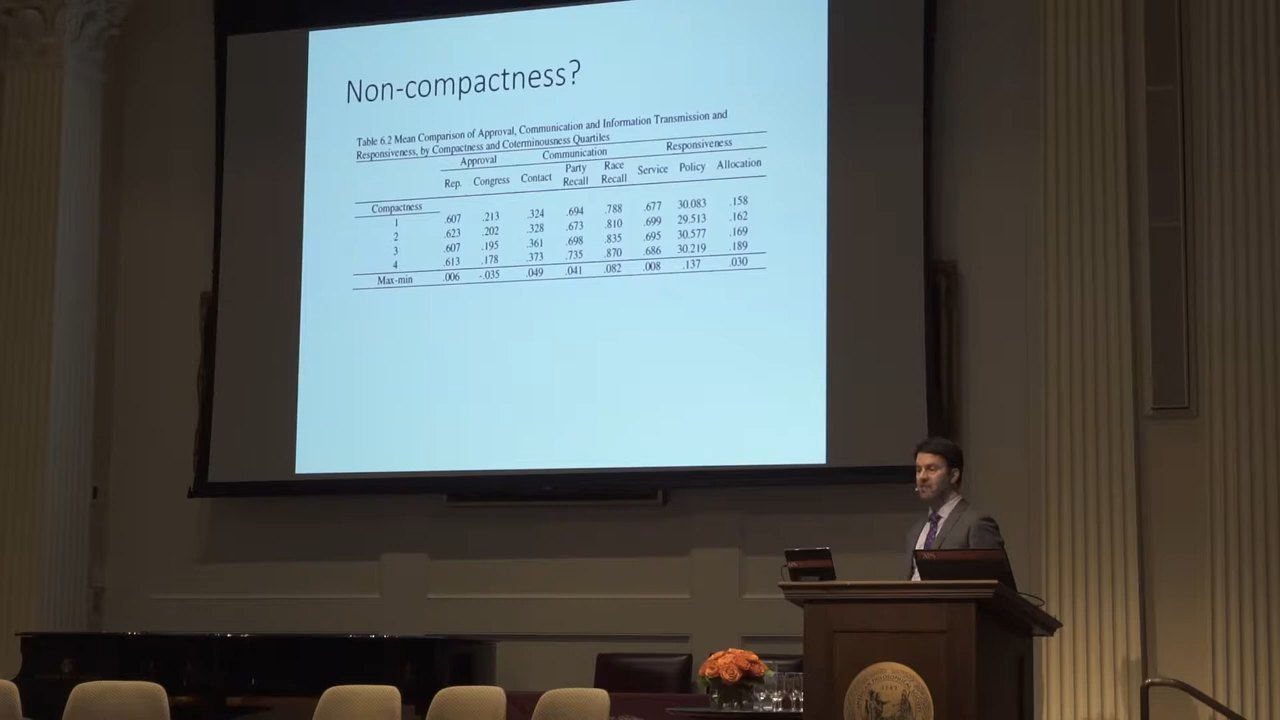 Non-compactness?
Table 6.2 Mean Comparison of Approval, Communication and Information Transmission and
Responsiveness, by Compactness and Coterminousness Quartiles
Approval Communication Responsiveness
Rep. Congress Contact Party Recall Race Recall Service Policy Allocation
Compactness
1 .607 .213 .324 .694 .788 .677 30.083 .158
2 .623 .202 .328 .673 .810 .699 29.513 .162
3 .607 .195 .361 .698 .835 .695 30.577 .169
4 .613 .178 .373 .735 .870 .686 30.219 .189
Max-min .006 -.035 .049 .041 .082 .008 .137 .030